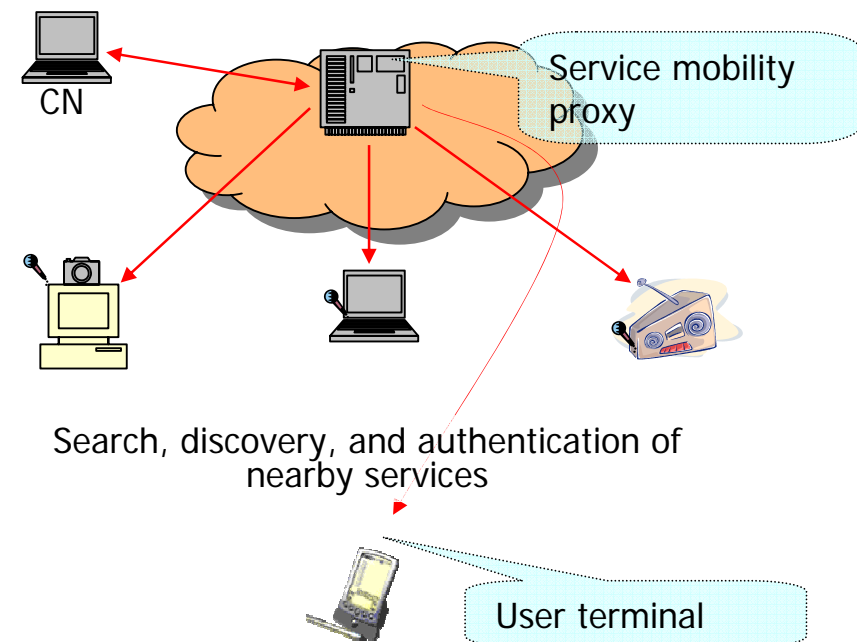 CN
Service mobility
proxy
Search, discovery, and authentication of
nearby services
User terminal